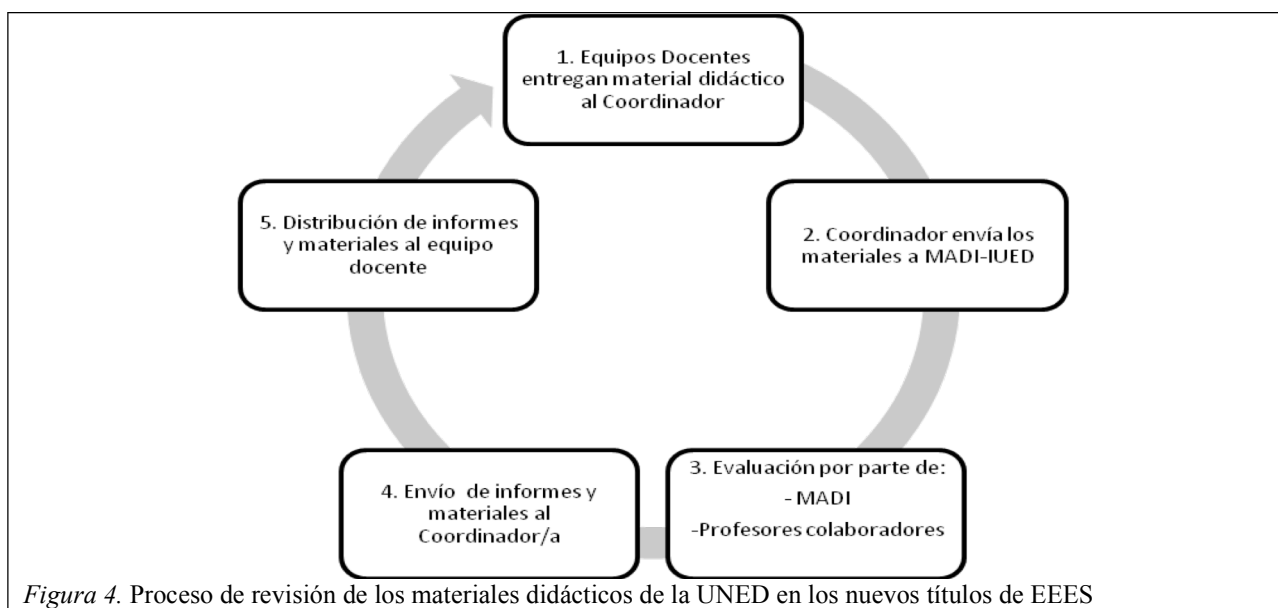 1. Equipos Docentes
entregan material didáctico
al Coordinador
2. Coordinador envía los
materiales a MADI-IUED
3. Evaluación por parte de:
- MADI
-Profesores colaboradores
4. Envío de informes y
materiales al
Coordinador/a
5. Distribución de informes
y materiales al equipo
docente
Figura 4. Proceso de revisión de los materiales didácticos de la UNED en los nuevos títulos de EEES